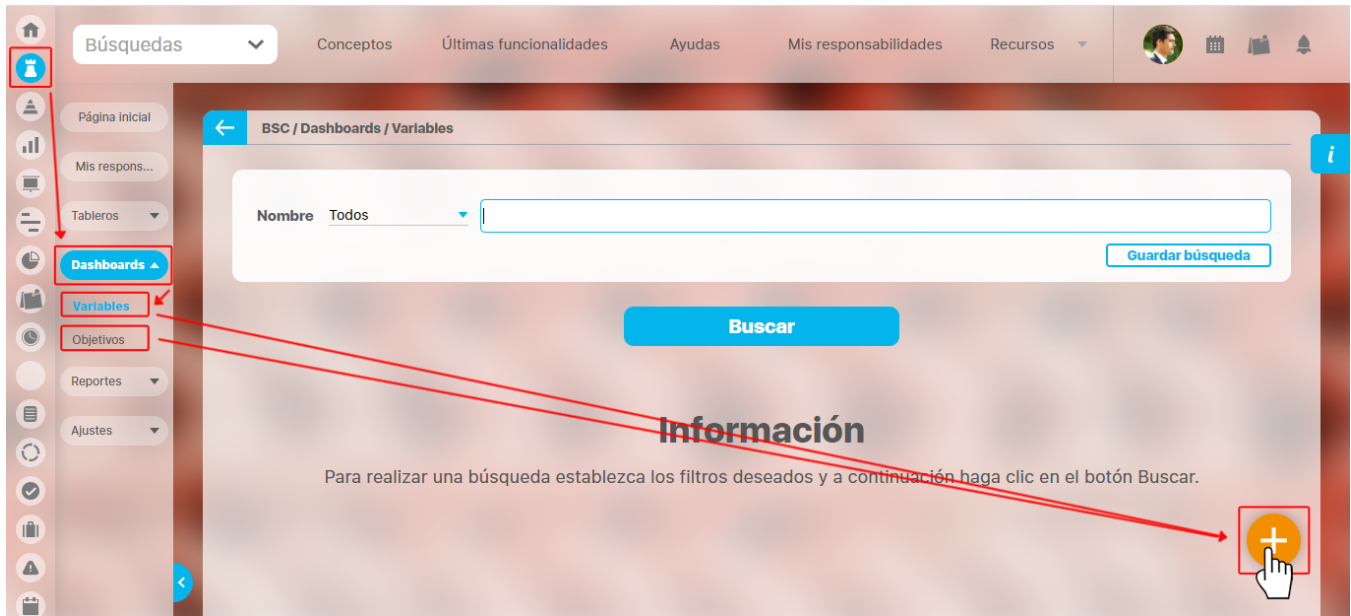 Búsquedas
Conceptos
Últimas funcionalidades
Ayudas
Mis responsabilidades
Recursos
Página inicial
Mis respons...
Tableros
Dashboards
Variables
Objetivos
Reportes
Ajustes
BSC / Dashboards / Variables
i
Nombre Todos
Guardar búsqueda
Buscar
Información
Para realizar una búsqueda establezca los filtros deseados y a continuación haga clic en el botón Buscar.